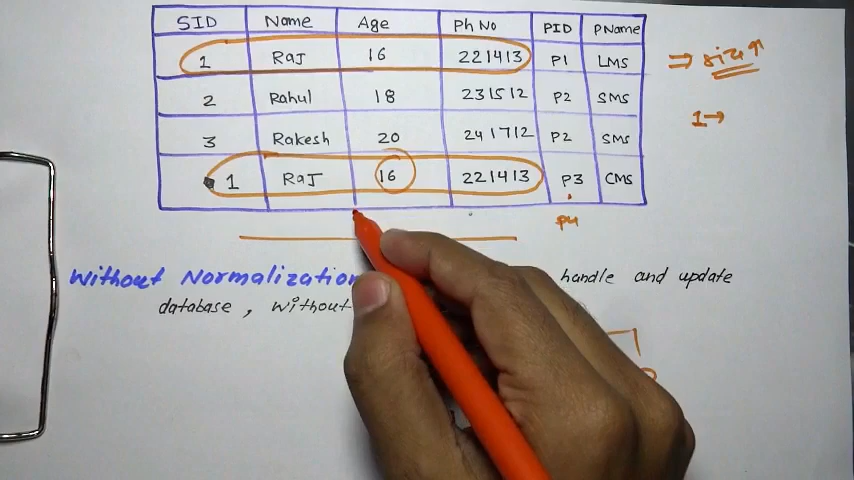 SID Name Age Ph No PID PName
1 RAJ 16 221413 P1 LMS
⇒ size ↑
2 Rahul 18 231512 P2 SMS
1→
3 Rakesh 20 241712 P2 SMS
1 RAJ 16 221413 P3 CMS
P4
Without Normalization handle and update
database , Without